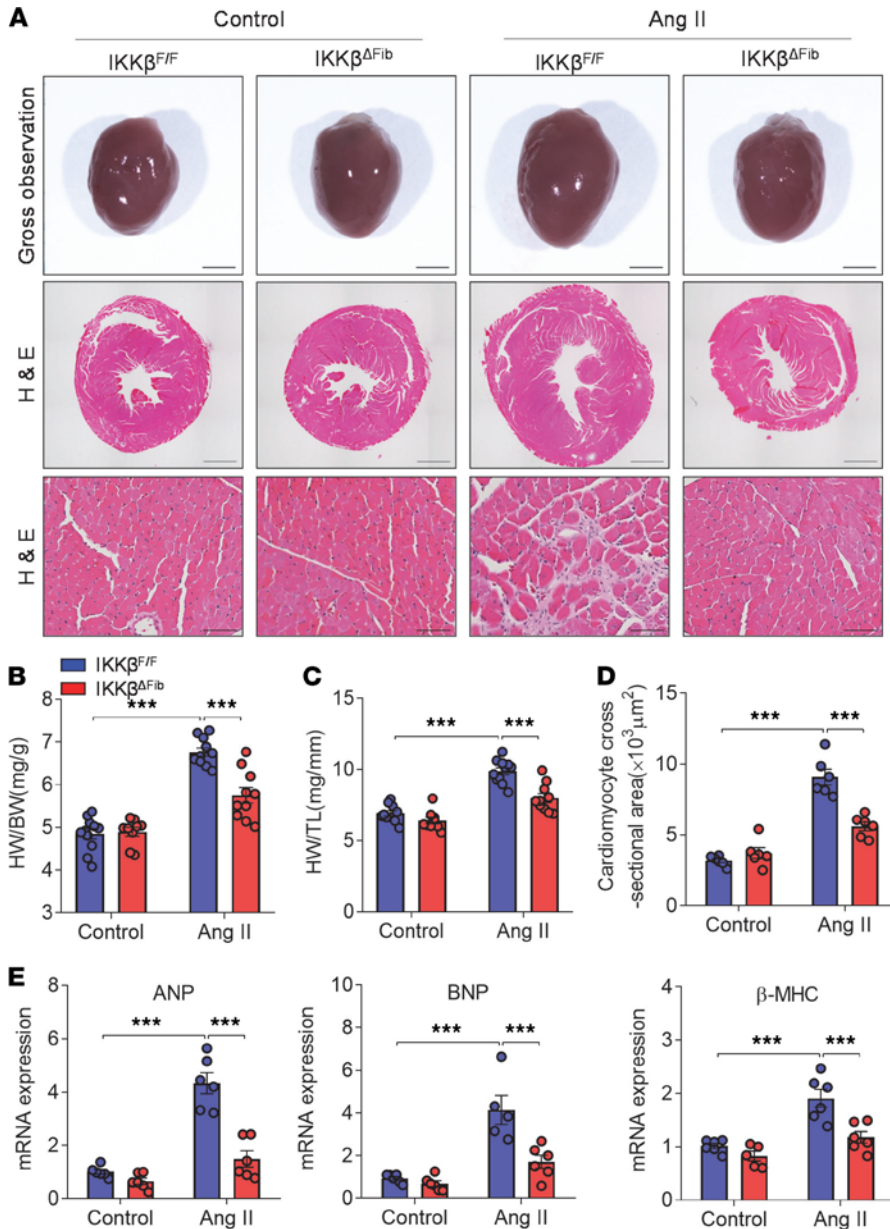 A
Control
Ang II
IKKβF/F
IKKβΔFib
IKKβF/F
IKKβΔFib
Gross observation
H & E
H & E
B
IKKβF/F
IKKβΔFib
HW/BW(mg/g)
7
6
5
4
3
***
***
Control
Ang II
C
HW/TL(mg/mm)
15
10
5
0
***
***
Control
Ang II
D
Cardiomyocyte cross
-sectional area(×10³μm²)
15
10
5
0
***
***
Control
Ang II
E
ANP
mRNA expression
8
6
4
2
0
***
***
Control
Ang II
BNP
mRNA expression
10
8
6
4
2
0
***
***
Control
Ang II
β-MHC
mRNA expression
4
3
2
1
0
***
***
Control
Ang II